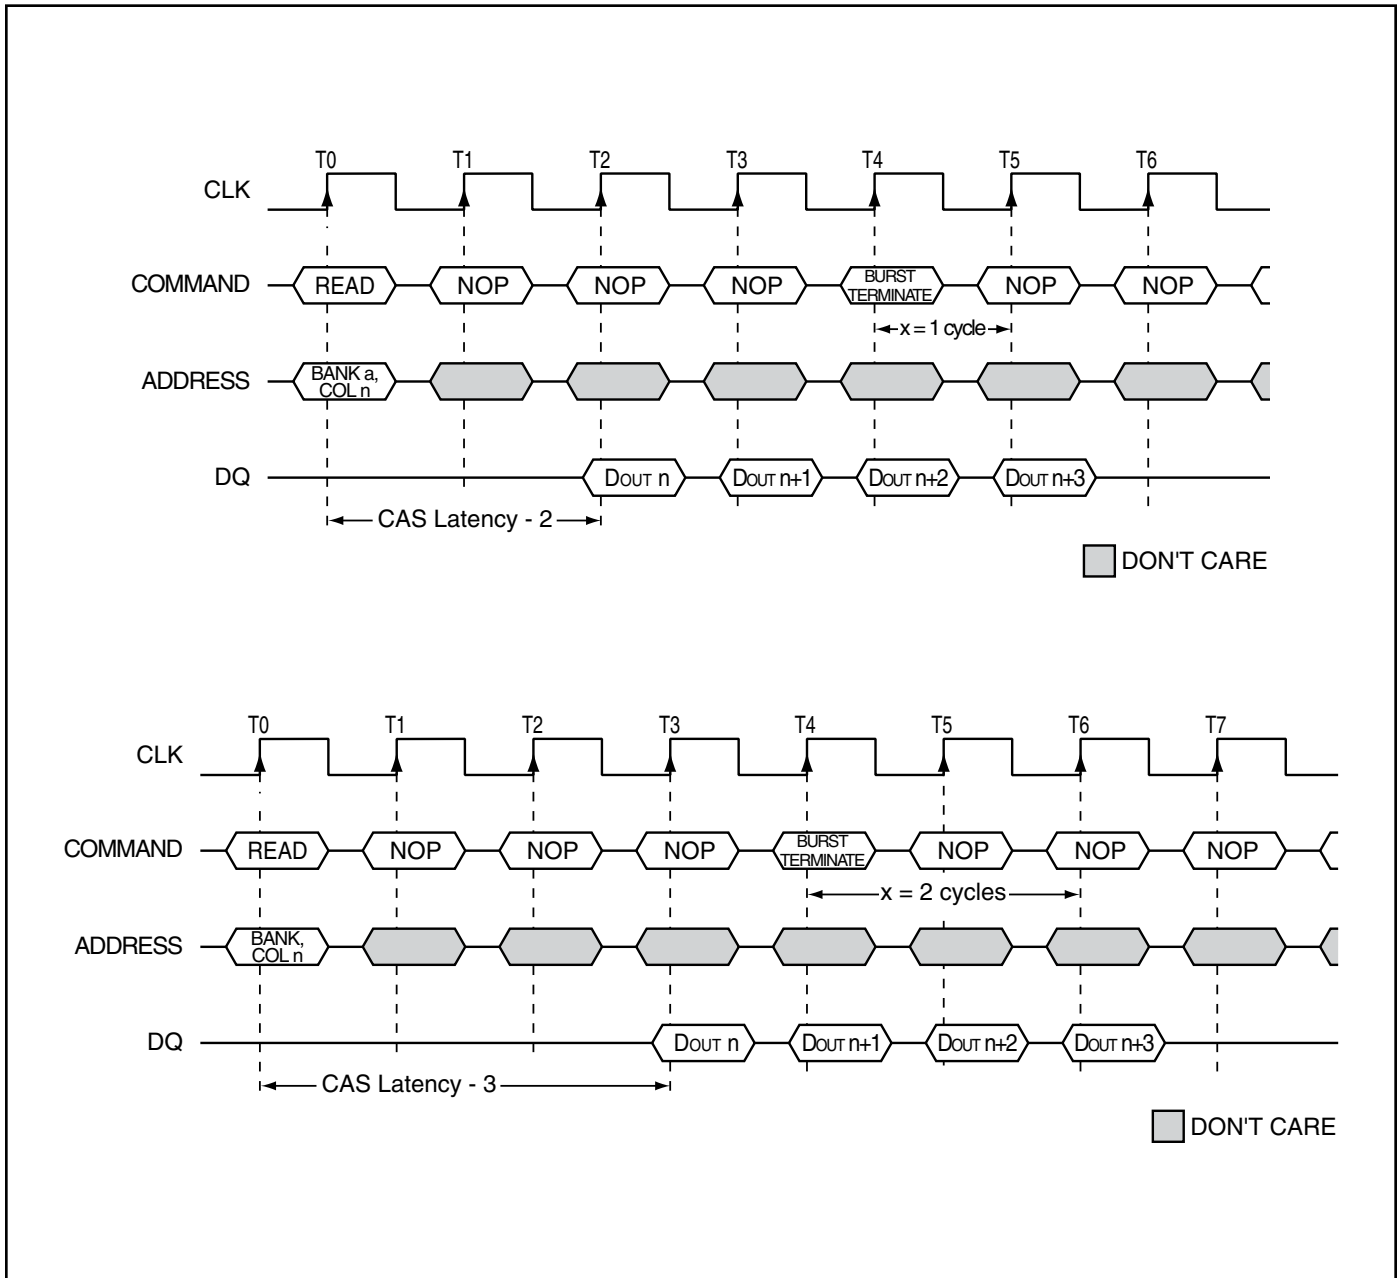 T0 T1 T2 T3 T4 T5 T6
CLK
COMMAND READ NOP NOP NOP BURST TERMINATE NOP NOP
x = 1 cycle
ADDRESS BANK a, COL n
DQ DOUT n DOUT n+1 DOUT n+2 DOUT n+3
CAS Latency - 2
DON'T CARE
T0 T1 T2 T3 T4 T5 T6 T7
CLK
COMMAND READ NOP NOP NOP BURST TERMINATE NOP NOP NOP
x = 2 cycles
ADDRESS BANK, COL n
DQ DOUT n DOUT n+1 DOUT n+2 DOUT n+3
CAS Latency - 3
DON'T CARE